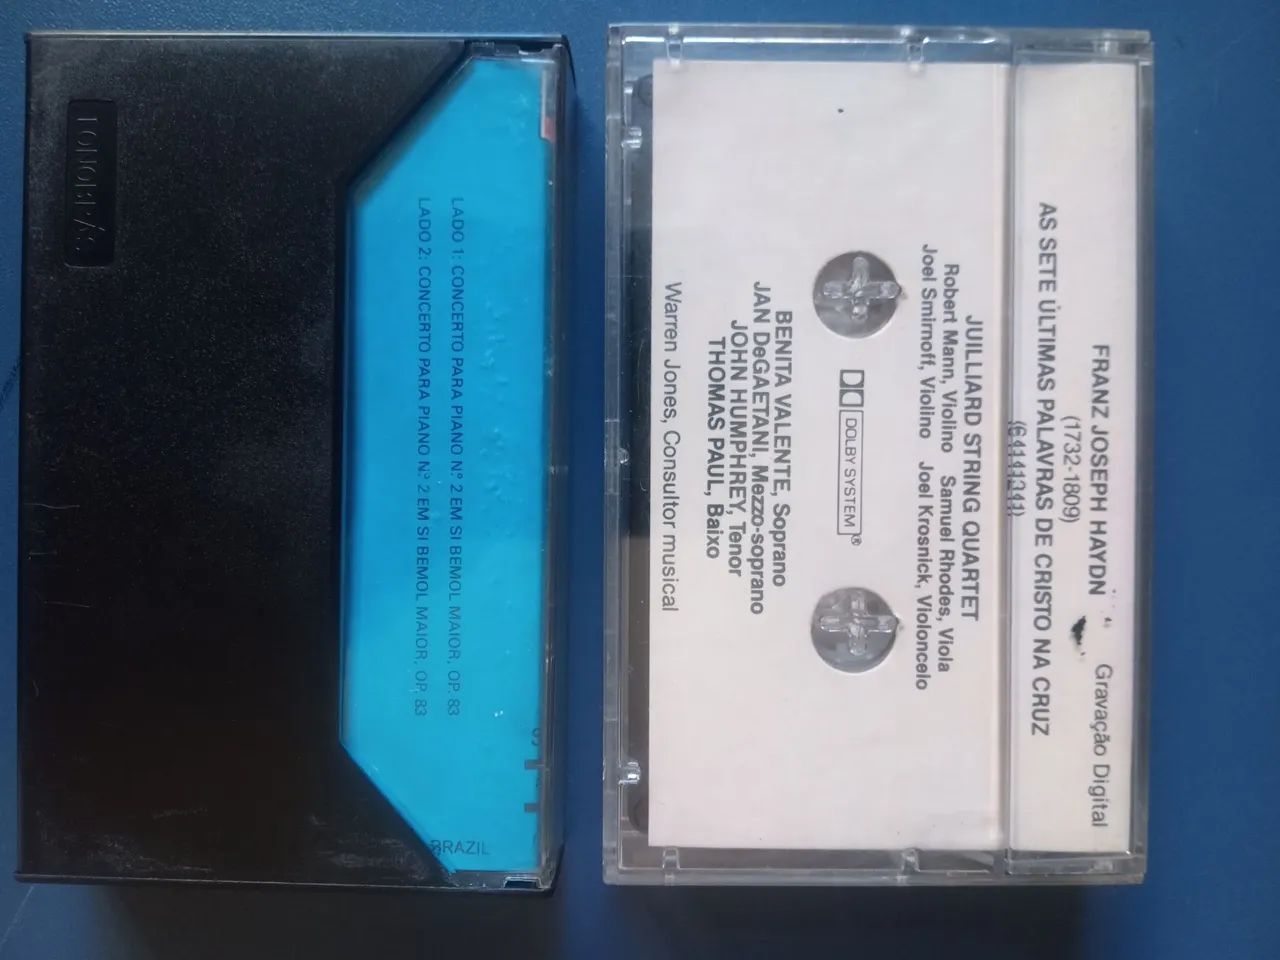 LADO 1: CONCERTO PARA PIANO N.º 2 EM SI BEMOL MAIOR, OP. 83
LADO 2: CONCERTO PARA PIANO N.º 2 EM SI BEMOL MAIOR, OP. 83
BRAZIL
FRANZ JOSEPH HAYDN
Gravação Digital
(1732-1809)
AS SETE ÚLTIMAS PALAVRAS DE CRISTO NA CRUZ
JUILLIARD STRING QUARTET
Robert Mann, Violino Samuel Rhodes, Viola
Joel Smirnoff, Violino Joel Krosnick, Violoncelo
DOLBY SYSTEM®
BENITA VALENTE, Soprano
JAN DeGAETANI, Mezzo-soprano
JOHN HUMPHREY, Tenor
THOMAS PAUL, Baixo
Warren Jones, Consultor musical